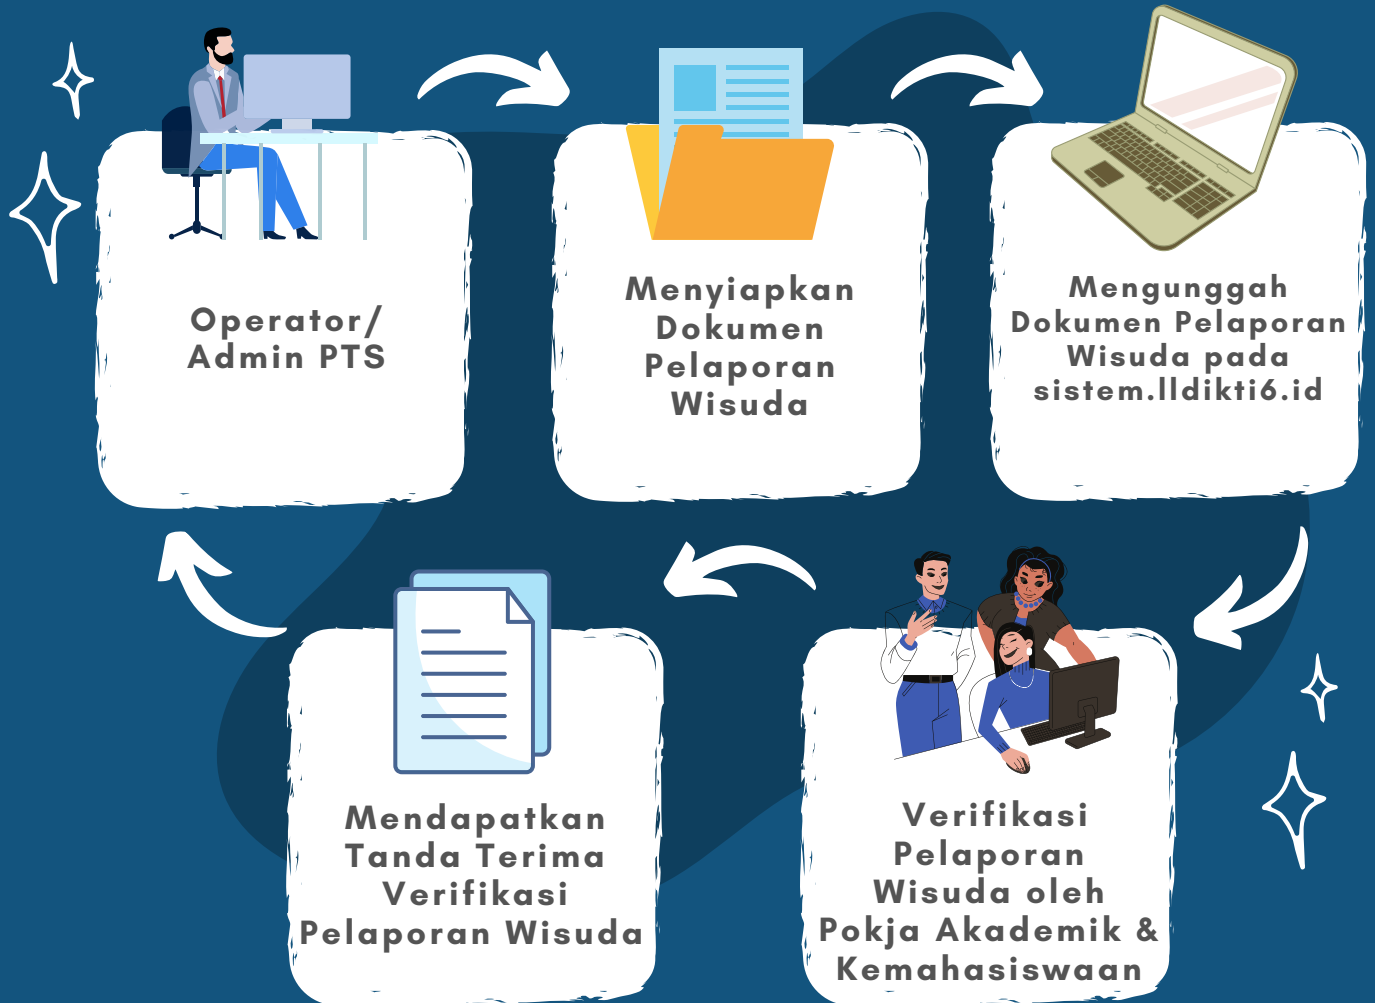 Operator/
Admin PTS
Menyiapkan
Dokumen
Pelaporan
Wisuda
Mengunggah
Dokumen Pelaporan
Wisuda pada
sistem.lldikti6.id
Verifikasi
Pelaporan
Wisuda oleh
Pokja Akademik &
Kemahasiswaan
Mendapatkan
Tanda Terima
Verifikasi
Pelaporan Wisuda